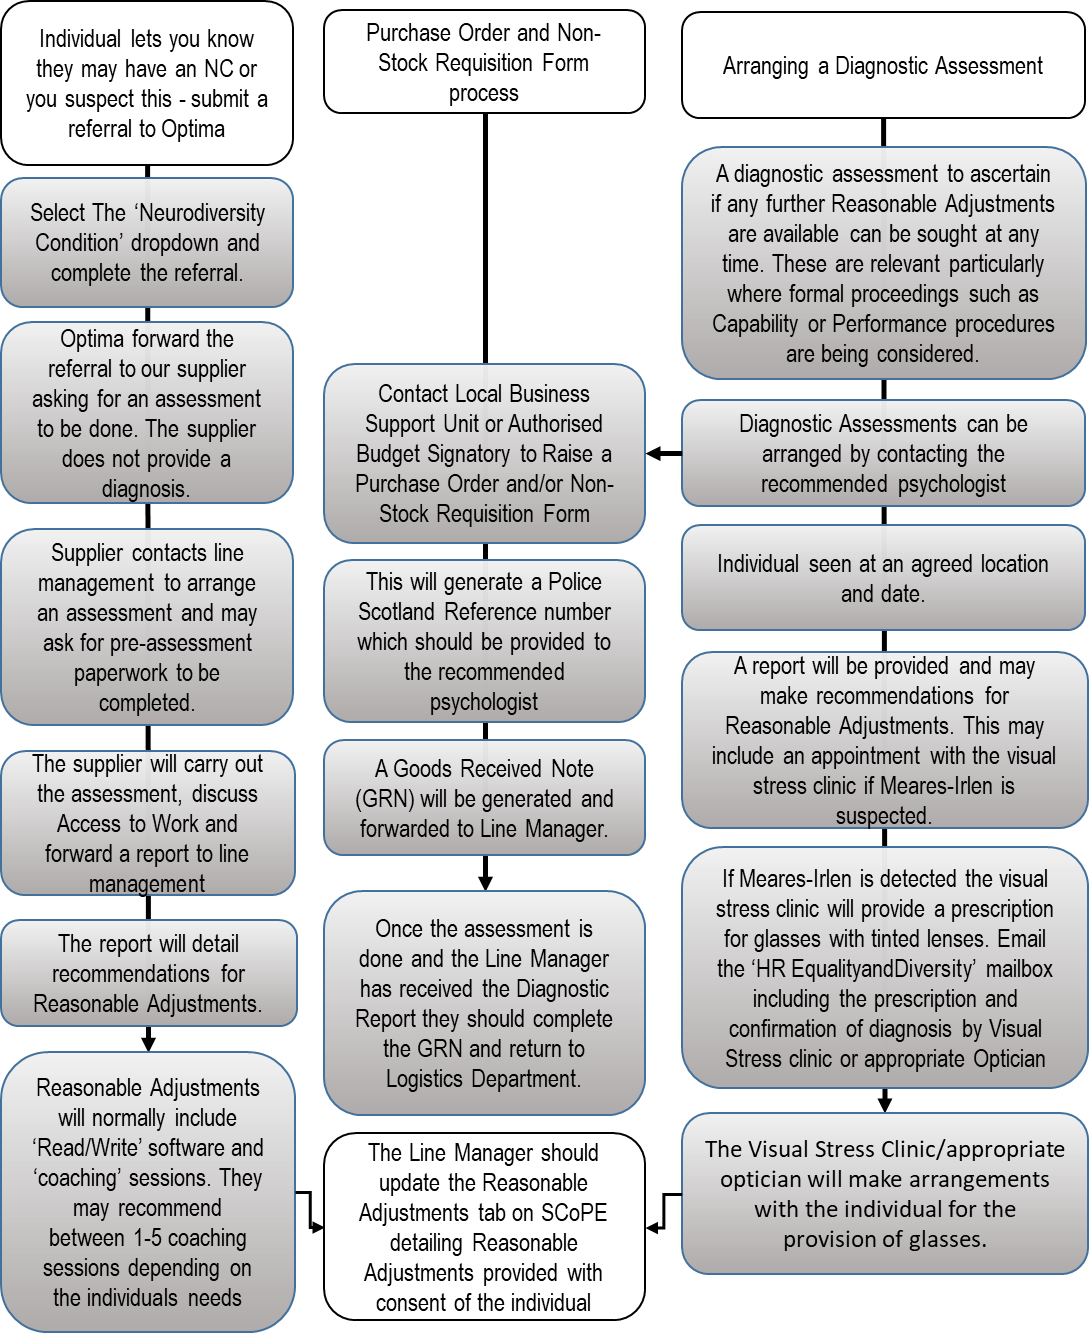 Individual lets you know
they may have an NC or
you suspect this - submit a
referral to Optima
Select The ‘Neurodiversity
Condition’ dropdown and
complete the referral.
Optima forward the
referral to our supplier
asking for an assessment
to be done. The supplier
does not provide a
diagnosis.
Supplier contacts line
management to arrange
an assessment and may
ask for pre-assessment
paperwork to be
completed.
The supplier will carry out
the assessment, discuss
Access to Work and
forward a report to line
management
The report will detail
recommendations for
Reasonable Adjustments.
Reasonable Adjustments
will normally include
‘Read/Write’ software and
‘coaching’ sessions. They
may recommend
between 1-5 coaching
sessions depending on
the individuals needs
Purchase Order and Non-
Stock Requisition Form
process
Contact Local Business
Support Unit or Authorised
Budget Signatory to Raise a
Purchase Order and/or Non-
Stock Requisition Form
This will generate a Police
Scotland Reference number
which should be provided to
the recommended
psychologist
A Goods Received Note
(GRN) will be generated and
forwarded to Line Manager.
Once the assessment is
done and the Line Manager
has received the Diagnostic
Report they should complete
the GRN and return to
Logistics Department.
The Line Manager should
update the Reasonable
Adjustments tab on SCoPE
detailing Reasonable
Adjustments provided with
consent of the individual
Arranging a Diagnostic Assessment
A diagnostic assessment to ascertain
if any further Reasonable Adjustments
are available can be sought at any
time. These are relevant particularly
where formal proceedings such as
Capability or Performance procedures
are being considered.
Diagnostic Assessments can be
arranged by contacting the
recommended psychologist
Individual seen at an agreed location
and date.
A report will be provided and may
make recommendations for
Reasonable Adjustments. This may
include an appointment with the visual
stress clinic if Meares-Irlen is
suspected.
If Meares-Irlen is detected the visual
stress clinic will provide a prescription
for glasses with tinted lenses. Email
the ‘HR EqualityandDiversity’ mailbox
including the prescription and
confirmation of diagnosis by Visual
Stress clinic or appropriate Optician
The Visual Stress Clinic/appropriate
optician will make arrangements
with the individual for the
provision of glasses.